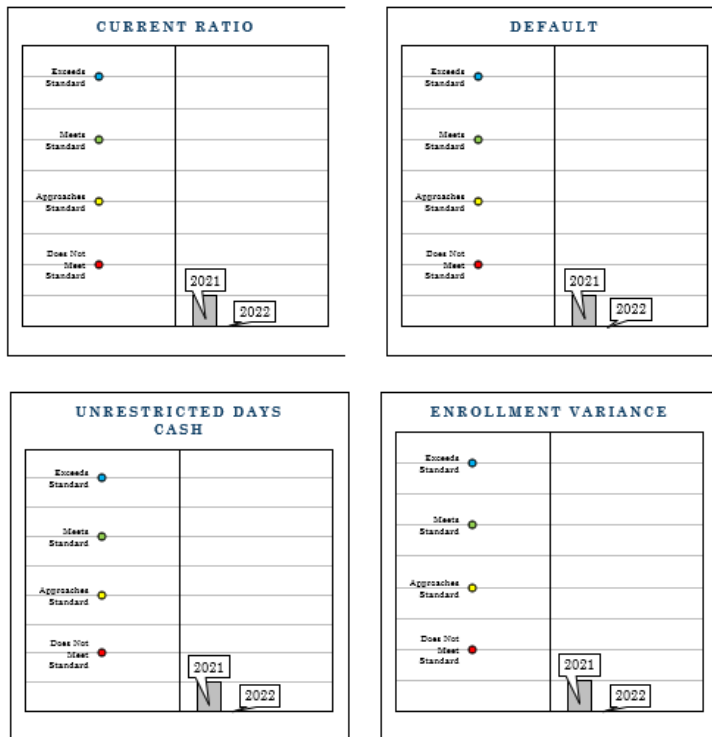 CURRENT RATIO
Exceeds
Standard
Meets
Standard
Approaches
Standard
Does Not
Meet
Standard
2021
2022
DEFAULT
Exceeds
Standard
Meets
Standard
Approaches
Standard
Does Not
Meet
Standard
2021
2022
UNRESTRICTED DAYS
CASH
Exceeds
Standard
Meets
Standard
Approaches
Standard
Does Not
Meet
Standard
2021
2022
ENROLLMENT VARIANCE
Exceeds
Standard
Meets
Standard
Approaches
Standard
Does Not
Meet
Standard
2021
2022